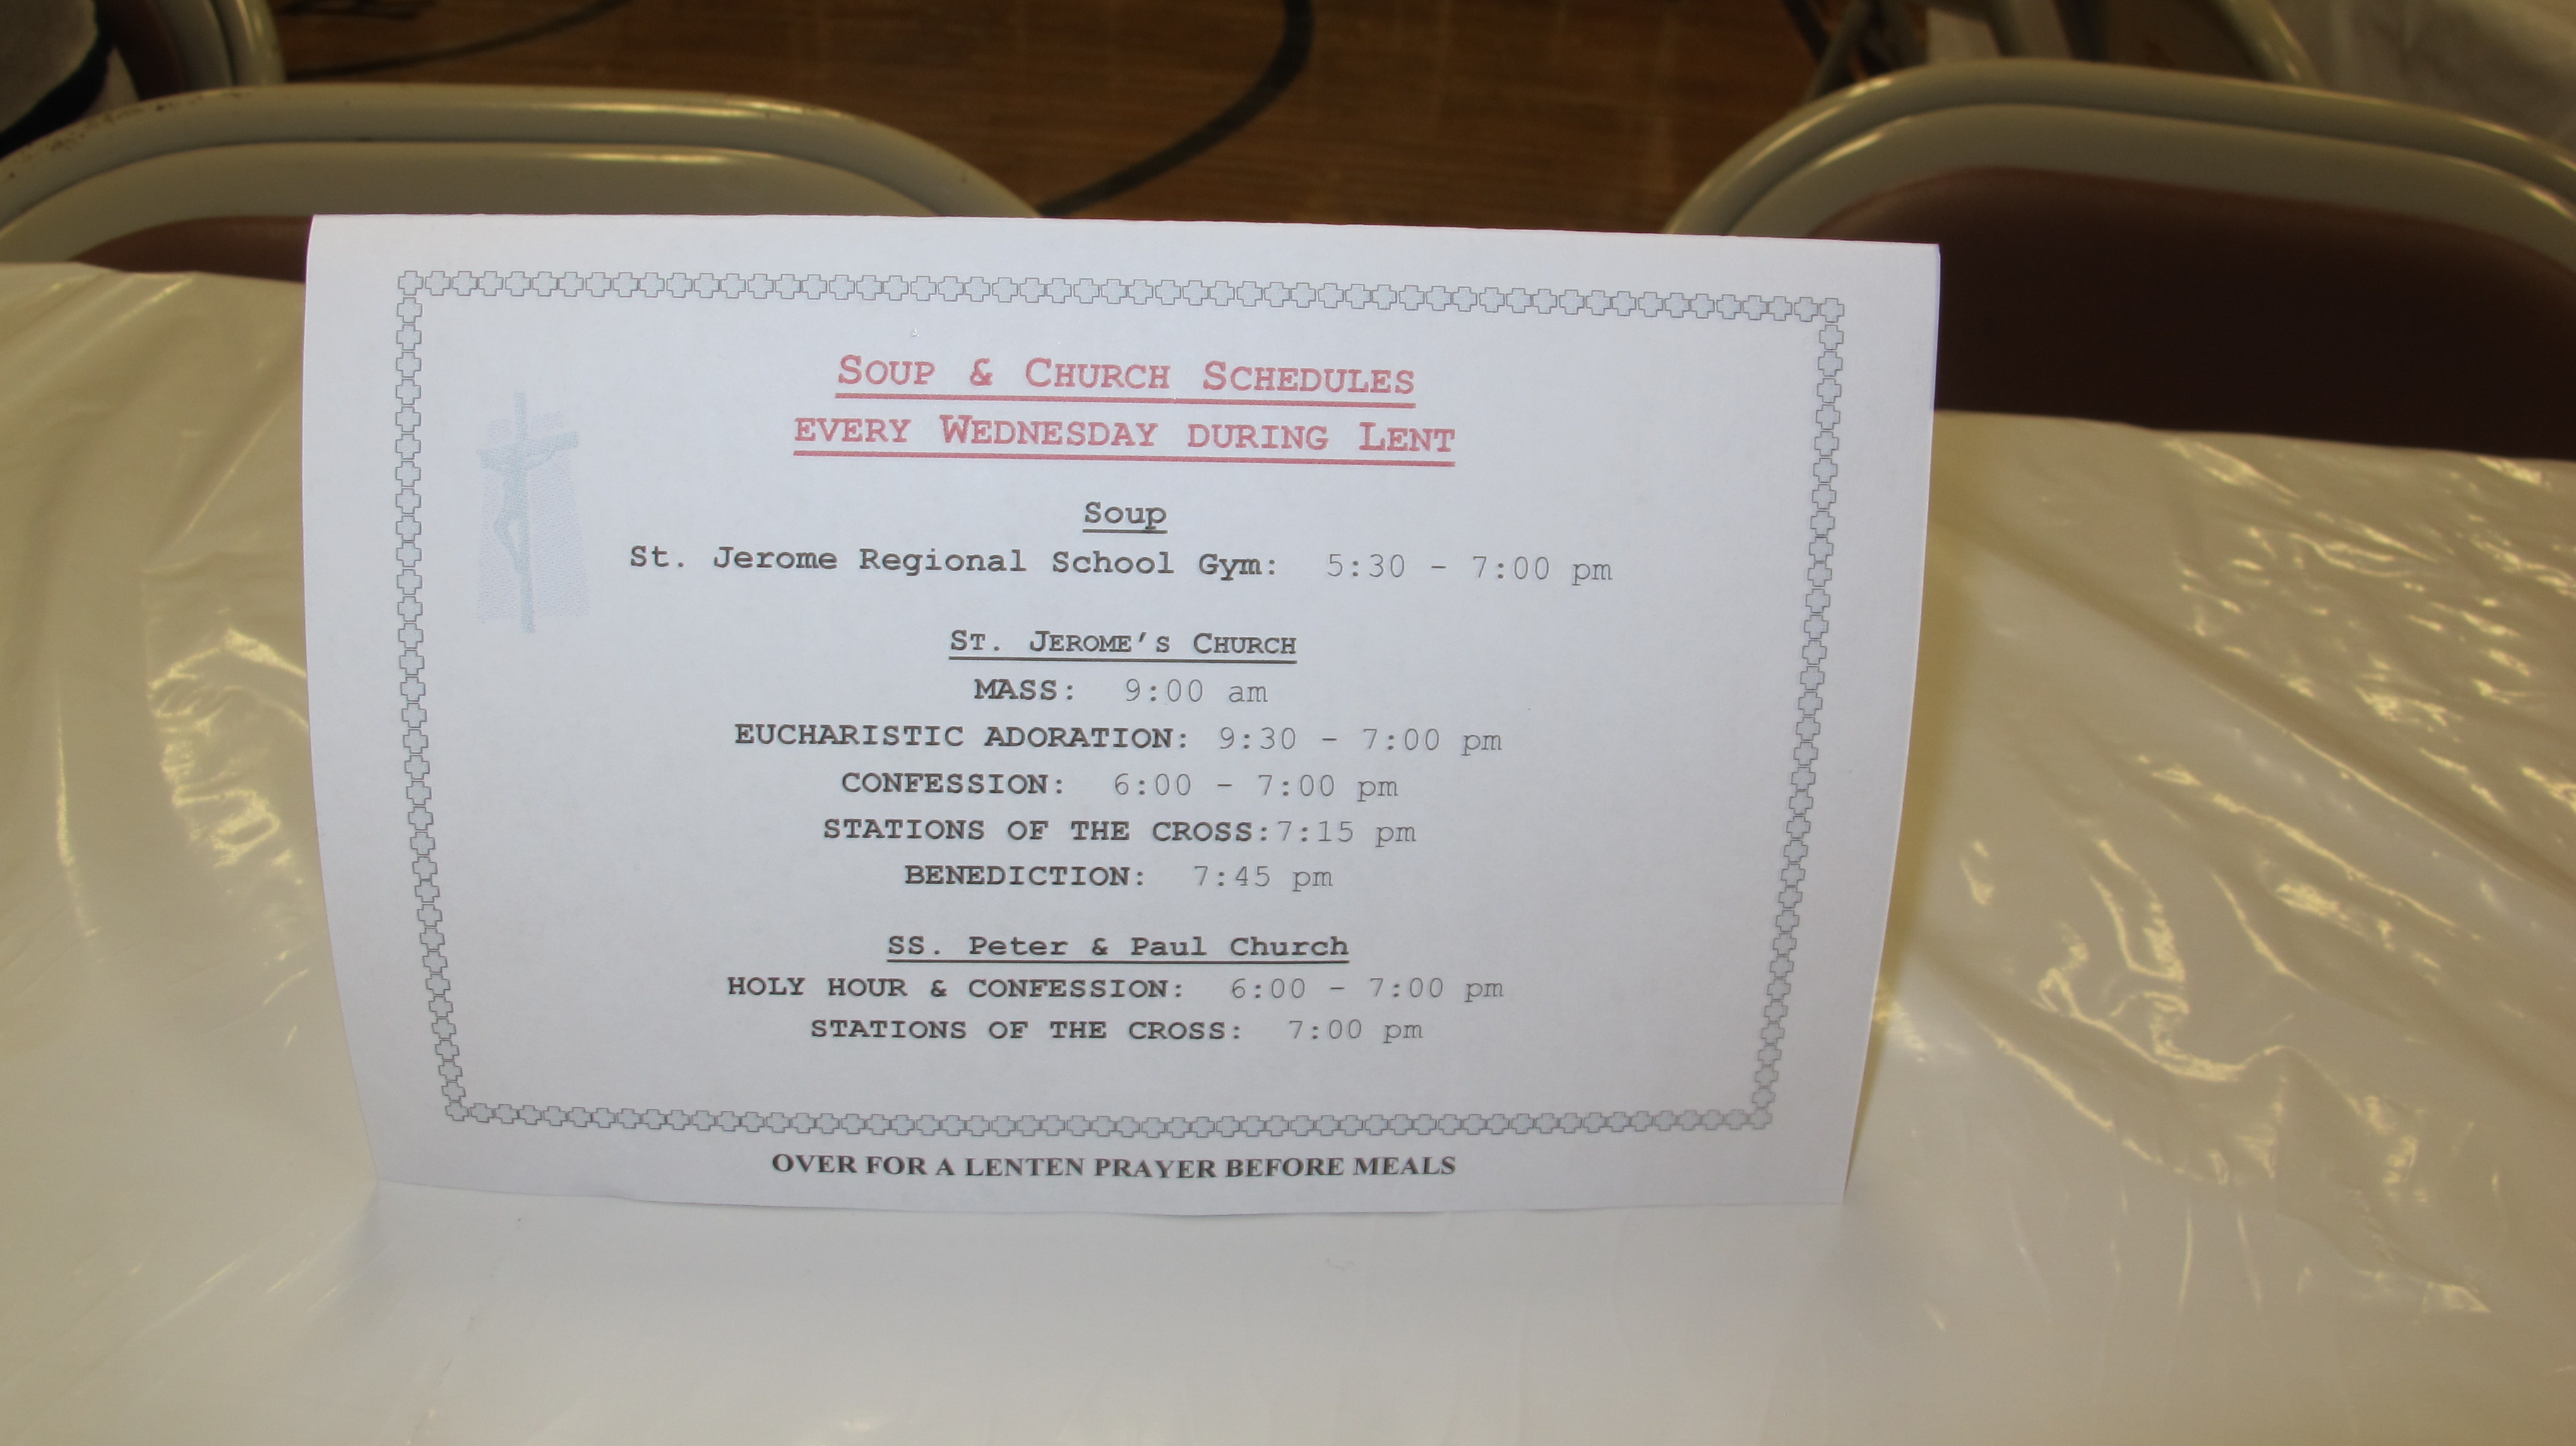 SOUP & CHURCH SCHEDULES
EVERY WEDNESDAY DURING LENT
Soup
St. Jerome Regional School Gym: 5:30 - 7:00 pm
ST. JEROME'S CHURCH
MASS: 9:00 am
EUCHARISTIC ADORATION: 9:30 - 7:00 pm
CONFESSION: 6:00 - 7:00 pm
STATIONS OF THE CROSS:7:15 pm
BENEDICTION: 7:45 pm
SS. Peter & Paul Church
HOLY HOUR & CONFESSION: 6:00 - 7:00 pm
STATIONS OF THE CROSS: 7:00 pm
OVER FOR A LENTEN PRAYER BEFORE MEALS